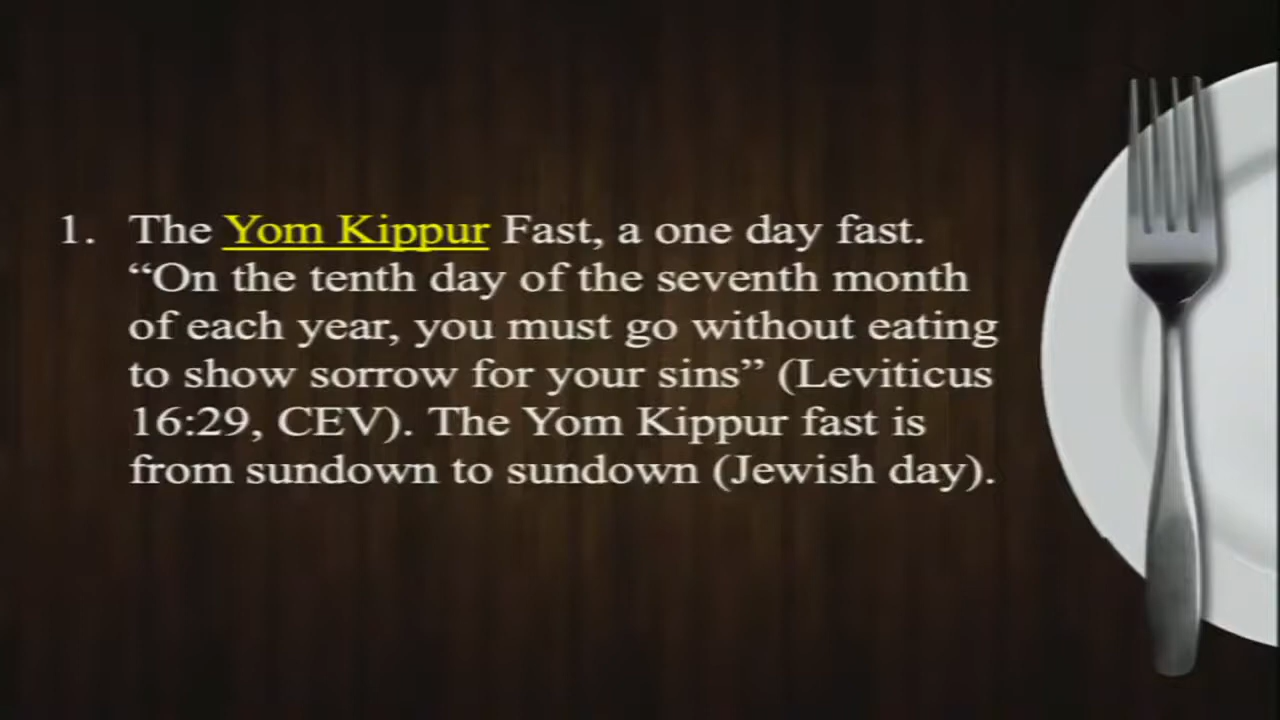 1. The Yom Kippur Fast, a one day fast.
“On the tenth day of the seventh month
of each year, you must go without eating
to show sorrow for your sins” (Leviticus
16:29, CEV). The Yom Kippur fast is
from sundown to sundown (Jewish day).